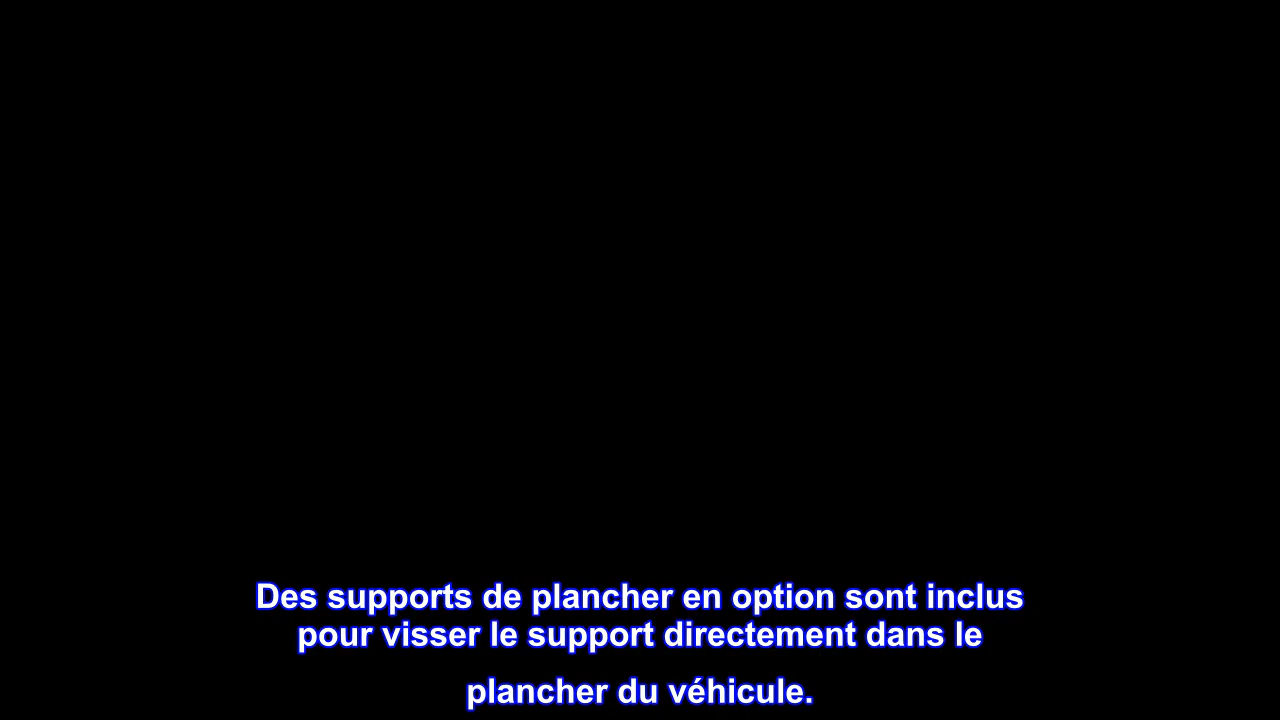 Des supports de plancher en option sont inclus
pour visser le support directement dans le
plancher du véhicule.